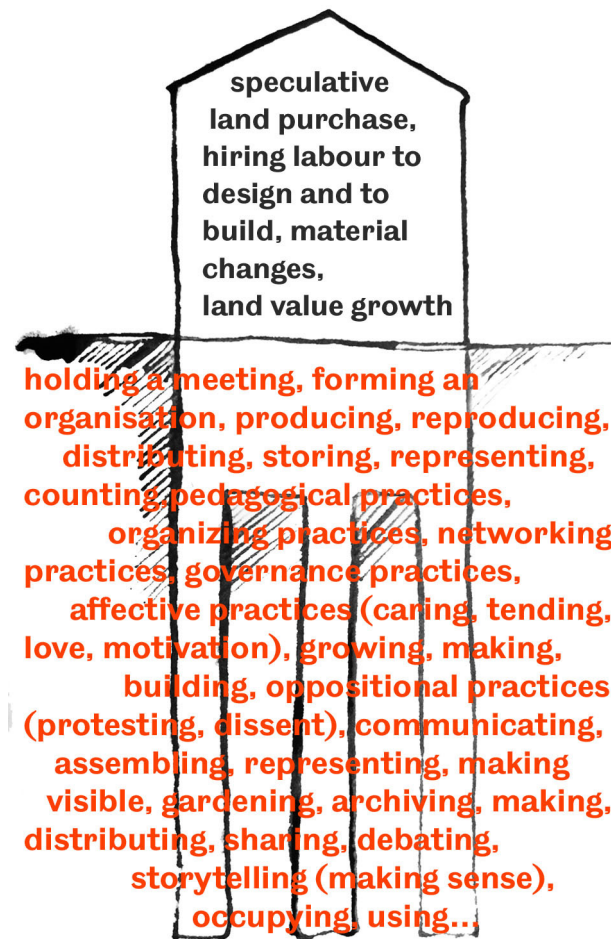 speculative
land purchase,
hiring labour to
design and to
build, material
changes,
land value growth
holding a meeting, forming an
organisation, producing, reproducing,
distributing, storing, representing,
counting,pedagogical practices,
organizing practices, networking
practices, governance practices,
affective practices (caring, tending,
love, motivation), growing, making,
building, oppositional practices
(protesting, dissent), communicating,
assembling, representing, making
visible, gardening, archiving, making,
distributing, sharing, debating,
storytelling (making sense),
occupying, using...